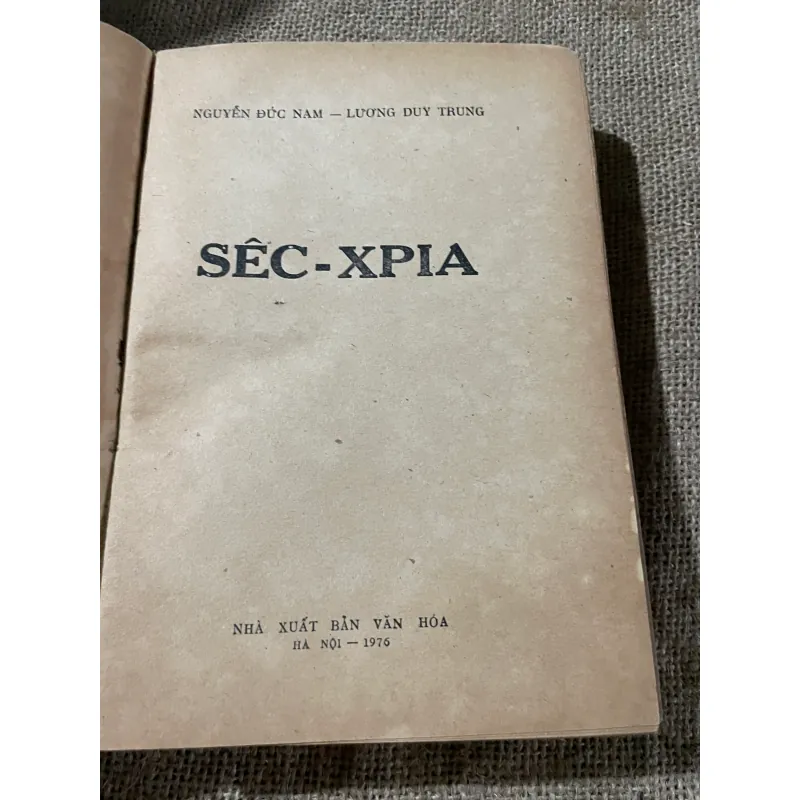 NGUYỄN ĐỨC NAM — LƯƠNG DUY TRUNG
SÊC-XPIA
NHÀ XUẤT BẢN VĂN HÓA
HÀ NỘI — 1976